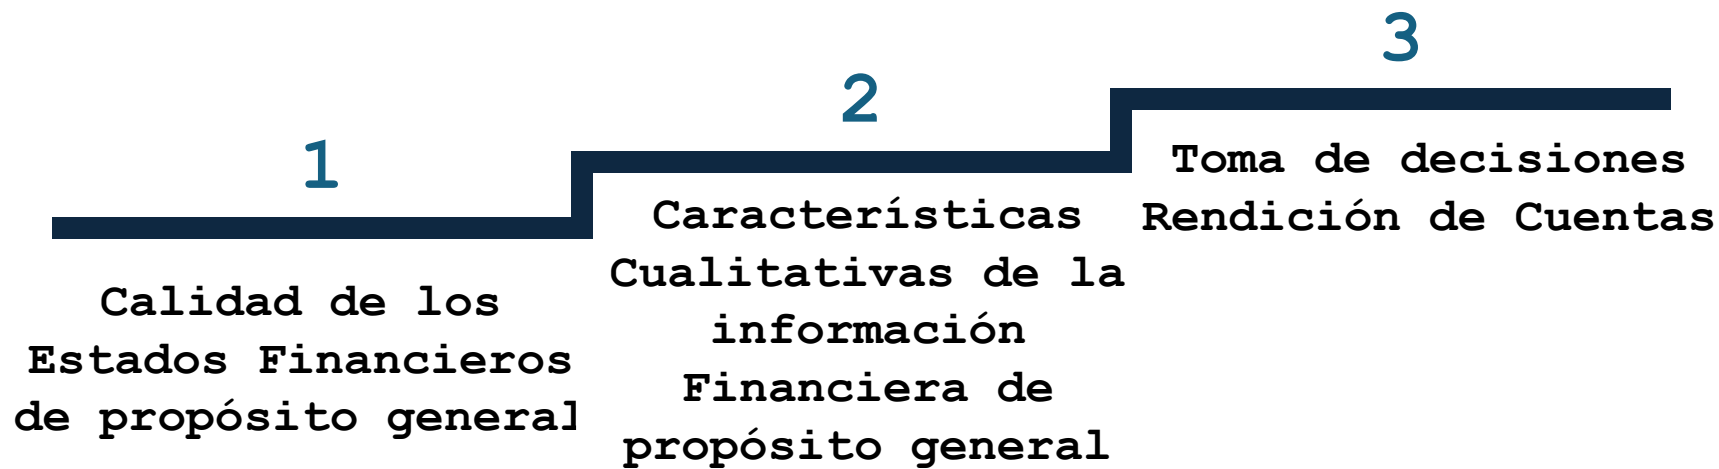 1
Calidad de los
Estados Financieros
de propósito general
2
Características
Cualitativas de la
información
Financiera de
propósito general
3
Toma de decisiones
Rendición de Cuentas